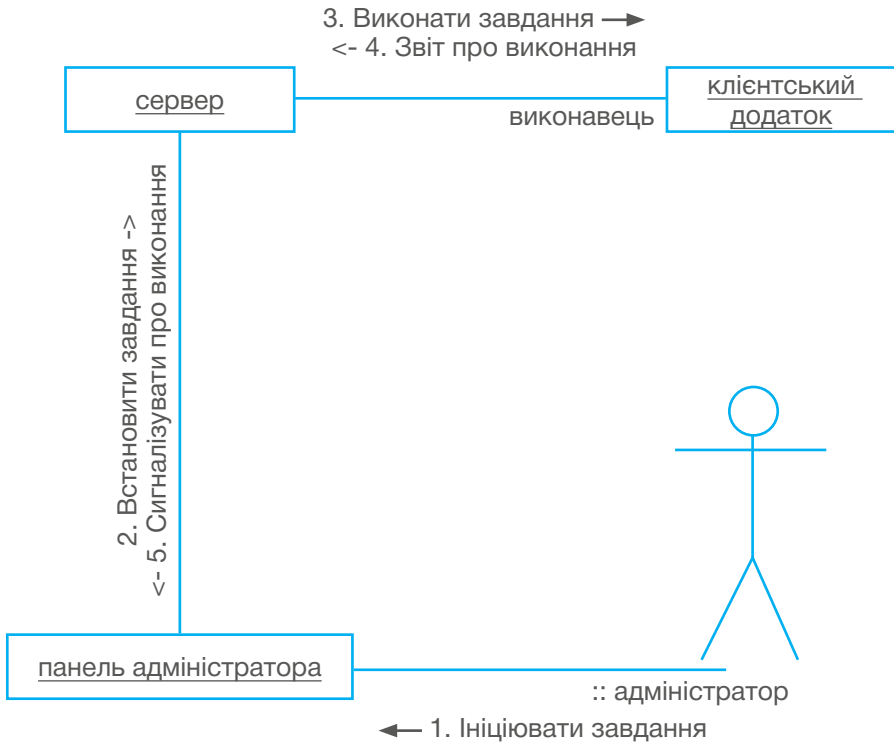 3. Виконати завдання →
<- 4. Звіт про виконання
сервер
клієнтський
додаток
виконавець
2. Встановити завдання ->
<- 5. Сигналізувати про виконання
панель адміністратора
:: адміністратор
← 1. Ініціювати завдання